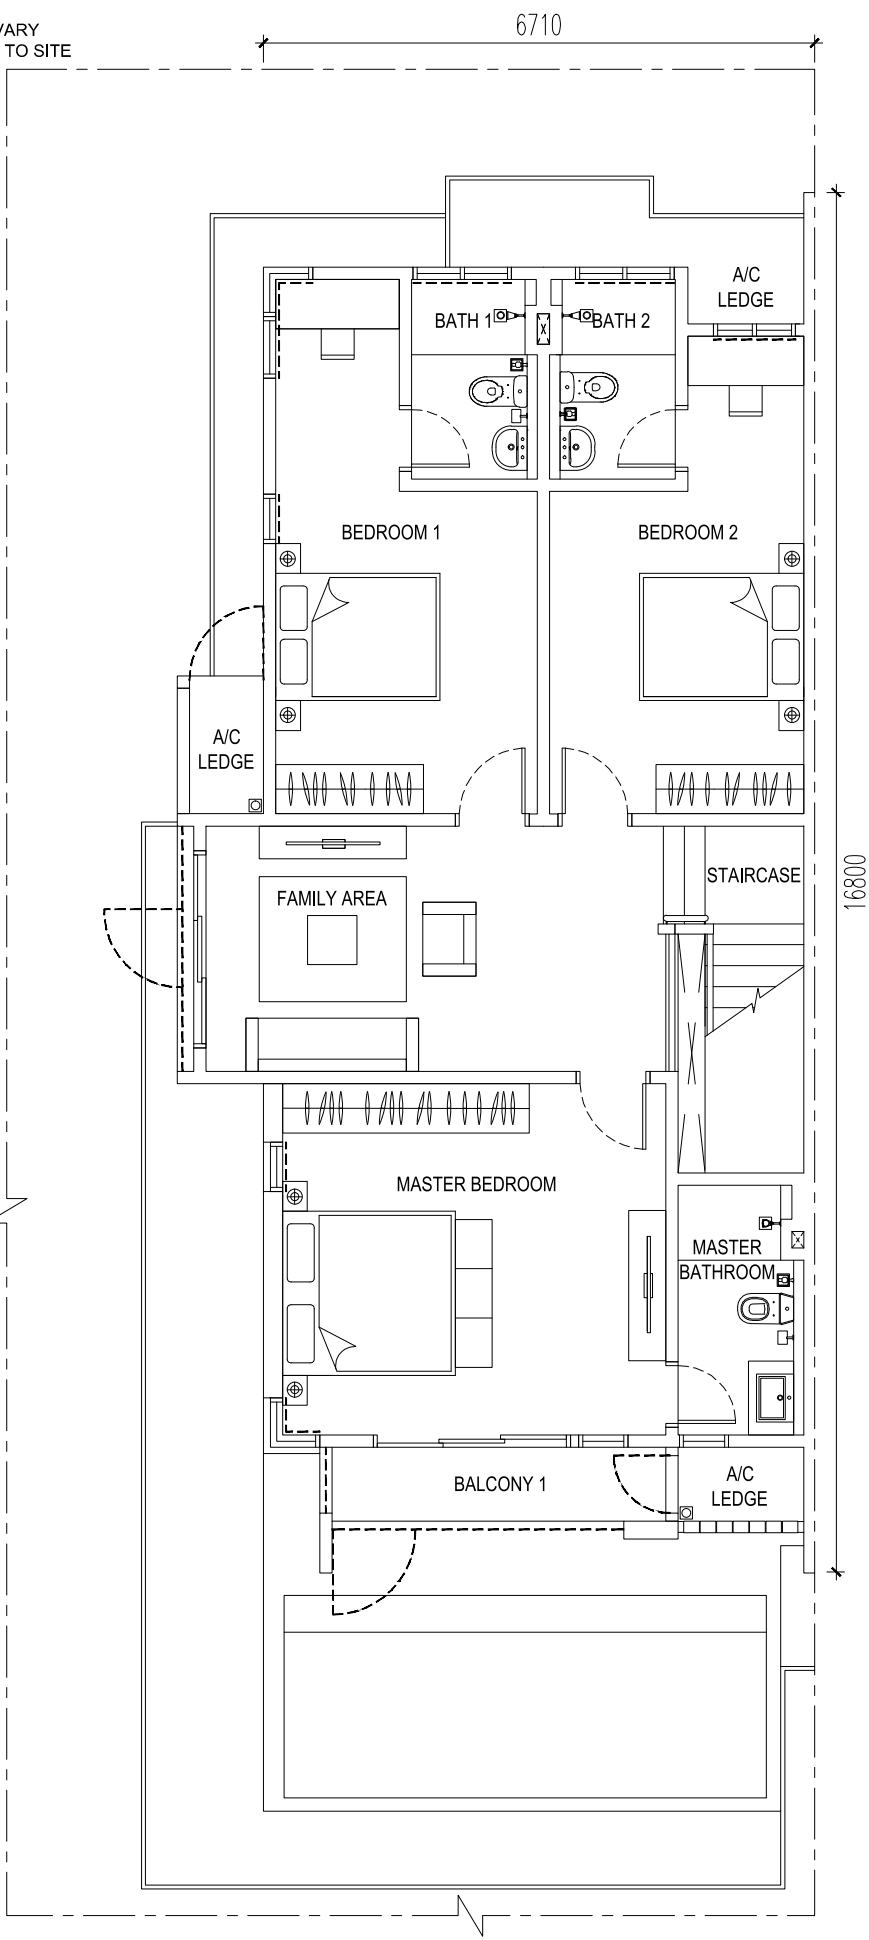 VARY
TO SITE
6710
A/C
LEDGE
BATH 1
BATH 2
BEDROOM 1
BEDROOM 2
A/C
LEDGE
16800
STAIRCASE
FAMILY AREA
MASTER BEDROOM
MASTER
BATHROOM
BALCONY 1
A/C
LEDGE